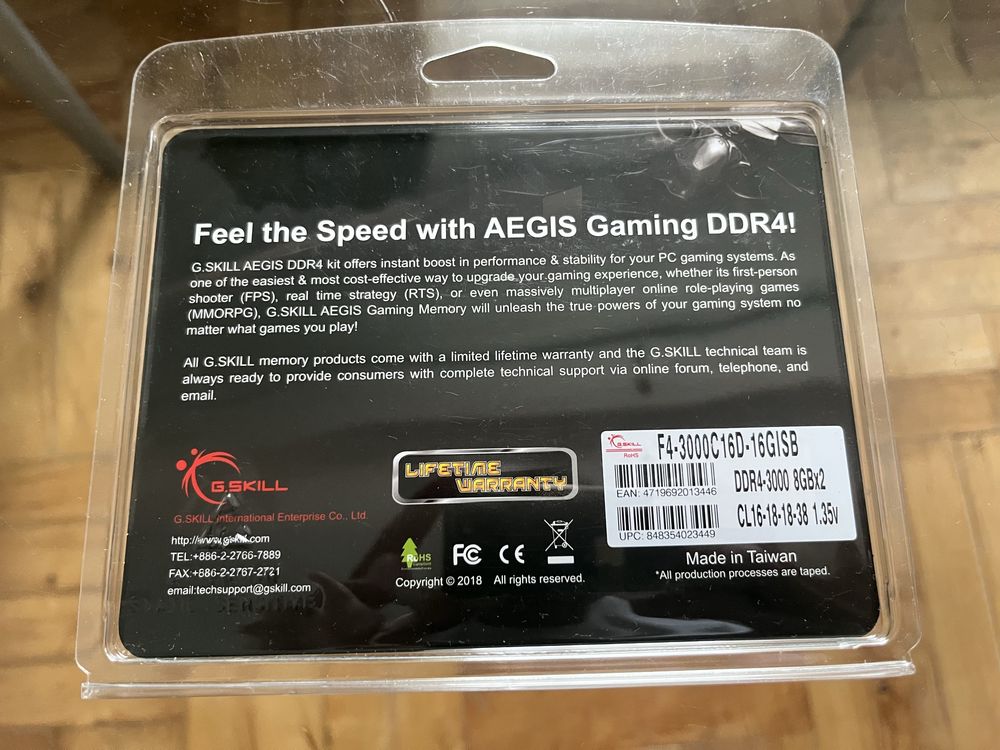 Feel the Speed with AEGIS Gaming DDR4!
G.SKILL AEGIS DDR4 kit offers instant boost in performance & stability for your PC gaming systems. As
one of the easiest & most cost-effective way to upgrade your gaming experience, whether its first-person
shooter (FPS), real time strategy (RTS), or even massively multiplayer online role-playing games
(MMORPG), G.SKILL AEGIS Gaming Memory will unleash the true powers of your gaming system no
matter what games you play!
All G.SKILL memory products come with a limited lifetime warranty and the G.SKILL technical team is
always ready to provide consumers with complete technical support via online forum, telephone, and
email.
G.SKILL
G.SKILL International Enterprise Co., Ltd.
http://www.gskill.com
TEL:+886-2-2766-7889
FAX:+886-2-2767-2721
email:techsupport@gskill.com
LIFETIME
WARRANTY
RoHS
FC CE
Copyright © 2018 All rights reserved.
G.SKILL
RoHS
F4-3000C16D-16GISB
DDR4-3000 8GBx2
EAN: 4719692013446
CL16-18-18-38 1.35v
UPC: 848354023449
Made in Taiwan
*All production processes are taped.